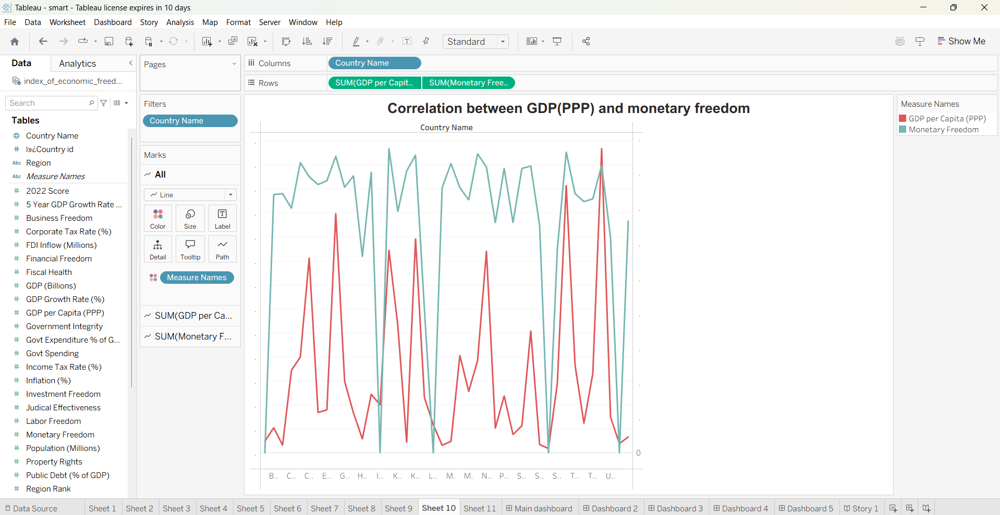 Tableau - smart - Tableau license expires in 10 days
File Data Worksheet Dashboard Story Analysis Map Format Server Window Help
Standard
Show Me
Data Analytics
index_of_economic_freed...
Search
Tables
Country Name
ï»¿Country id
Abc Region
Abc Measure Names
2022 Score
5 Year GDP Growth Rate ...
Business Freedom
Corporate Tax Rate (%)
FDI Inflow (Millions)
Financial Freedom
Fiscal Health
GDP (Billions)
GDP Growth Rate (%)
GDP per Capita (PPP)
Government Integrity
Govt Expenditure % of G...
Govt Spending
Income Tax Rate (%)
Inflation (%)
Investment Freedom
Judical Effectiveness
Labor Freedom
Monetary Freedom
Population (Millions)
Property Rights
Public Debt (% of GDP)
Region Rank
Pages
Filters
Country Name
Marks
All
Line
Color Size Label
Detail Tooltip Path
Measure Names
SUM(GDP per Ca...
SUM(Monetary F...
Columns Country Name
Rows SUM(GDP per Capit.. SUM(Monetary Free..
Correlation between GDP(PPP) and monetary freedom
Country Name
0
B.. C.. C.. E.. G.. H.. I.. K.. K.. L.. M. M. N.. P.. S.. S.. S.. T.. T.. U..
Measure Names
GDP per Capita (PPP)
Monetary Freedom
Data Source Sheet 1 Sheet 2 Sheet 3 Sheet 4 Sheet 5 Sheet 6 Sheet 7 Sheet 8 Sheet 9 Sheet 10 Sheet 11 Main dashboard Dashboard 2 Dashboard 3 Dashboard 4 Dashboard 5 Story 1